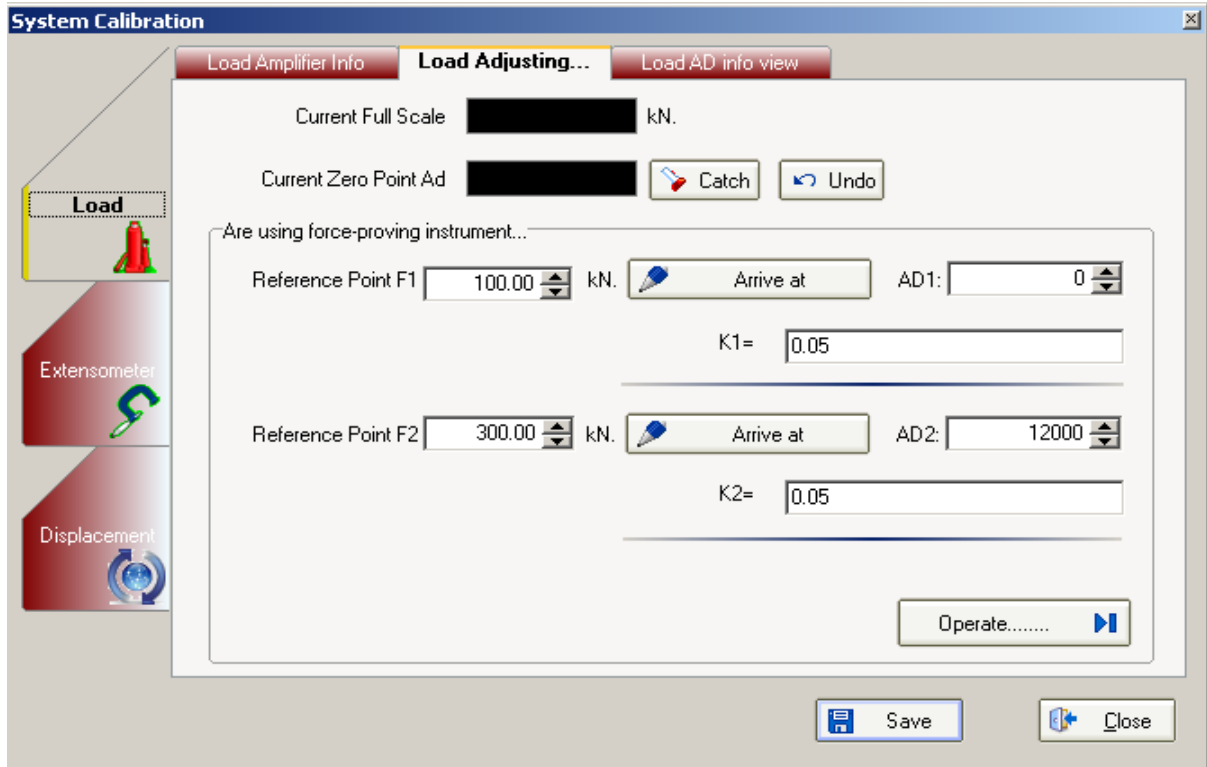 System Calibration
Load Amplifier Info Load Adjusting... Load AD info view
Current Full Scale kN.
Current Zero Point Ad Catch Undo
Load
Are using force-proving instrument...
Reference Point F1 100.00 kN. Arrive at AD1: 0
K1= 0.05
Extensometer
Reference Point F2 300.00 kN. Arrive at AD2: 12000
K2= 0.05
Displacement
Operate........
Save Close